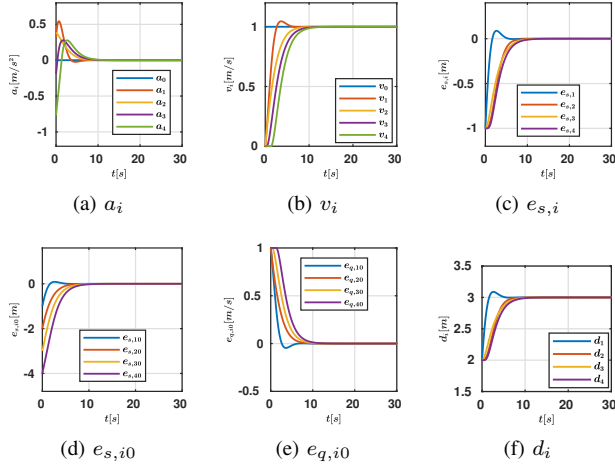 a_i[m/s²]
0.5
0
-0.5
-1
a_0
a_1
a_2
a_3
a_4
0 10 20 30
t[s]
(a) a_i
v_i[m/s]
1
0.5
0
v_0
v_1
v_2
v_3
v_4
0 10 20 30
t[s]
(b) v_i
e_{s,i}[m]
0
-0.5
-1
e_{s,1}
e_{s,2}
e_{s,3}
e_{s,4}
0 10 20 30
t[s]
(c) e_{s,i}
e_{s,i0}[m]
0
-2
-4
e_{s,10}
e_{s,20}
e_{s,30}
e_{s,40}
0 10 20 30
t[s]
(d) e_{s,i0}
e_{q,i0}[m/s]
1
0.5
0
-0.5
e_{q,10}
e_{q,20}
e_{q,30}
e_{q,40}
0 10 20 30
t[s]
(e) e_{q,i0}
d_i[m]
3.5
3
2.5
2
1.5
d_1
d_2
d_3
d_4
0 10 20 30
t[s]
(f) d_i